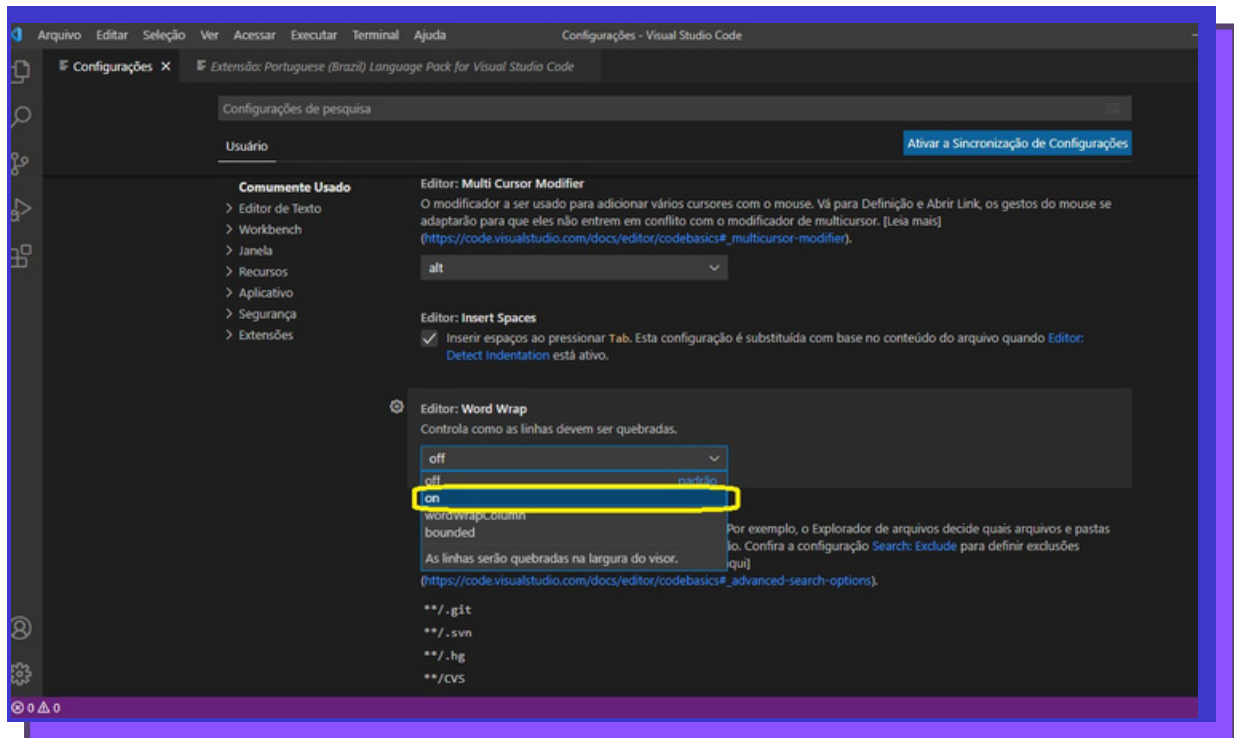 Arquivo Editar Seleção Ver Acessar Executar Terminal Ajuda Configurações - Visual Studio Code
Configurações Extensão: Portuguese (Brazil) Language Pack for Visual Studio Code
Configurações de pesquisa
Usuário
Ativar a Sincronização de Configurações
Comumente Usado
Editor de Texto
Workbench
Janela
Recursos
Aplicativo
Segurança
Extensões
Editor: Multi Cursor Modifier
O modificador a ser usado para adicionar vários cursores com o mouse. Vá para Definição e Abrir Link, os gestos do mouse se
adaptarão para que eles não entrem em conflito com o modificador de multicursor. [Leia mais]
(https://code.visualstudio.com/docs/editor/codebasics#_multicursor-modifier).
alt
Editor: Insert Spaces
Inserir espaços ao pressionar Tab. Esta configuração é substituída com base no conteúdo do arquivo quando Editor:
Detect Indentation está ativo.
Editor: Word Wrap
Controla como as linhas devem ser quebradas.
off
off padrão
on
wordWrapColumn
bounded
As linhas serão quebradas na largura do visor.
Por exemplo, o Explorador de arquivos decide quais arquivos e pastas
ão. Confira a configuração Search: Exclude para definir exclusões
aqui]
(https://code.visualstudio.com/docs/editor/codebasics#_advanced-search-options).
**/.git
**/.svn
**/.hg
**/CVS
0 0